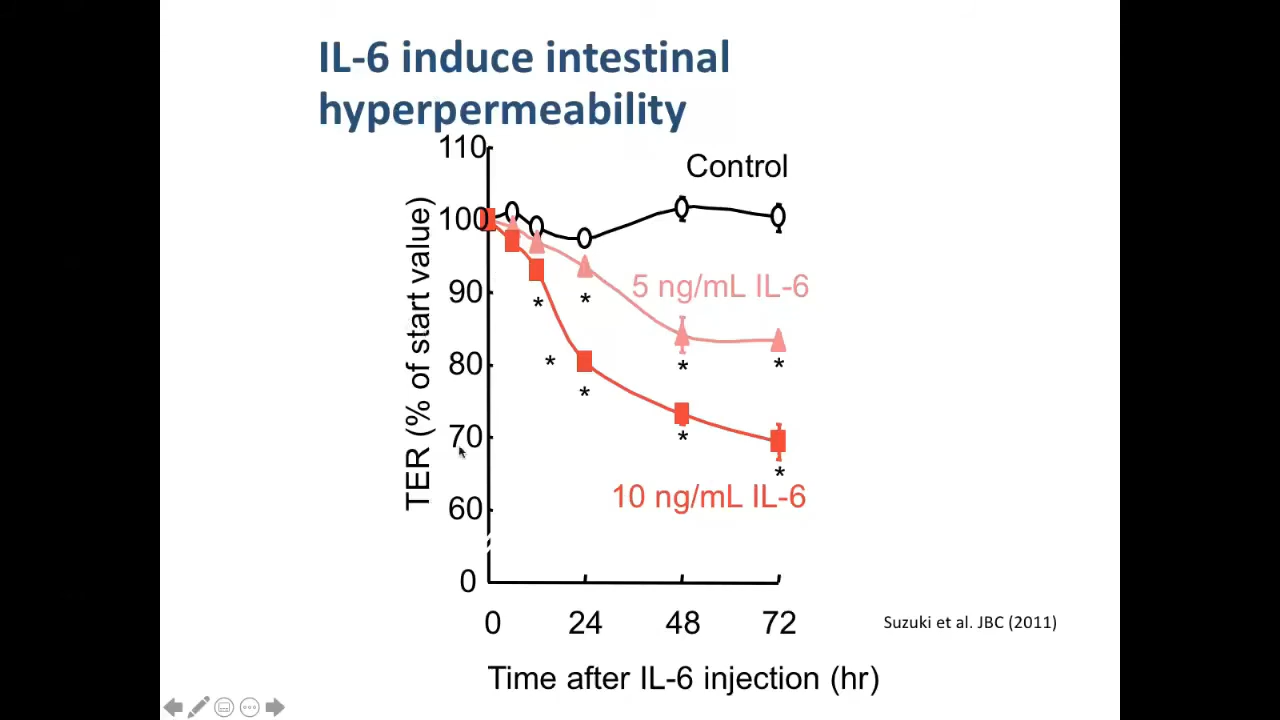 IL-6 induce intestinal
hyperpermeability
110
100
90
80
70
60
0
TER (% of start value)
Control
5 ng/mL IL-6
10 ng/mL IL-6
*
*
*
*
*
*
*
*
0 24 48 72
Time after IL-6 injection (hr)
Suzuki et al. JBC (2011)